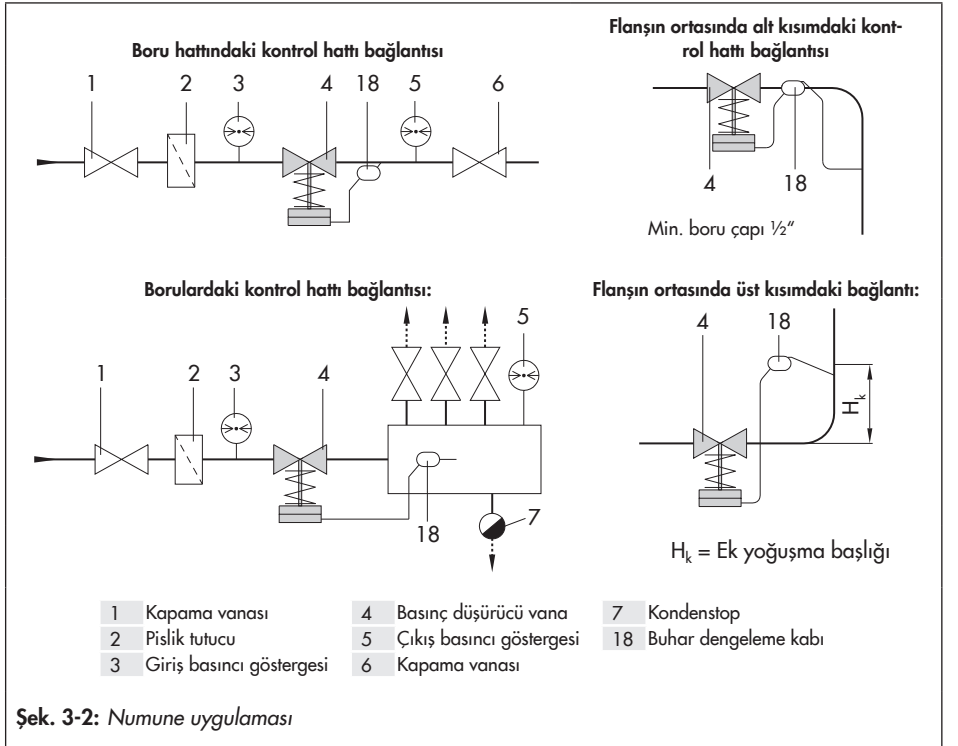 Boru hattındaki kontrol hattı bağlantısı
1 2 3 4 18 5 6
Flanşın ortasında alt kısımdaki kont-
rol hattı bağlantısı
4 18
Min. boru çapı ½“
Borulardaki kontrol hattı bağlantısı:
5
1 2 3 4
18
7
Flanşın ortasında üst kısımdaki bağlantı:
4 18
Hk
Hk = Ek yoğuşma başlığı
1 Kapama vanası
2 Pislik tutucu
3 Giriş basıncı göstergesi
4 Basınç düşürücü vana
5 Çıkış basıncı göstergesi
6 Kapama vanası
7 Kondenstop
18 Buhar dengeleme kabı
Şek. 3-2: Numune uygulaması